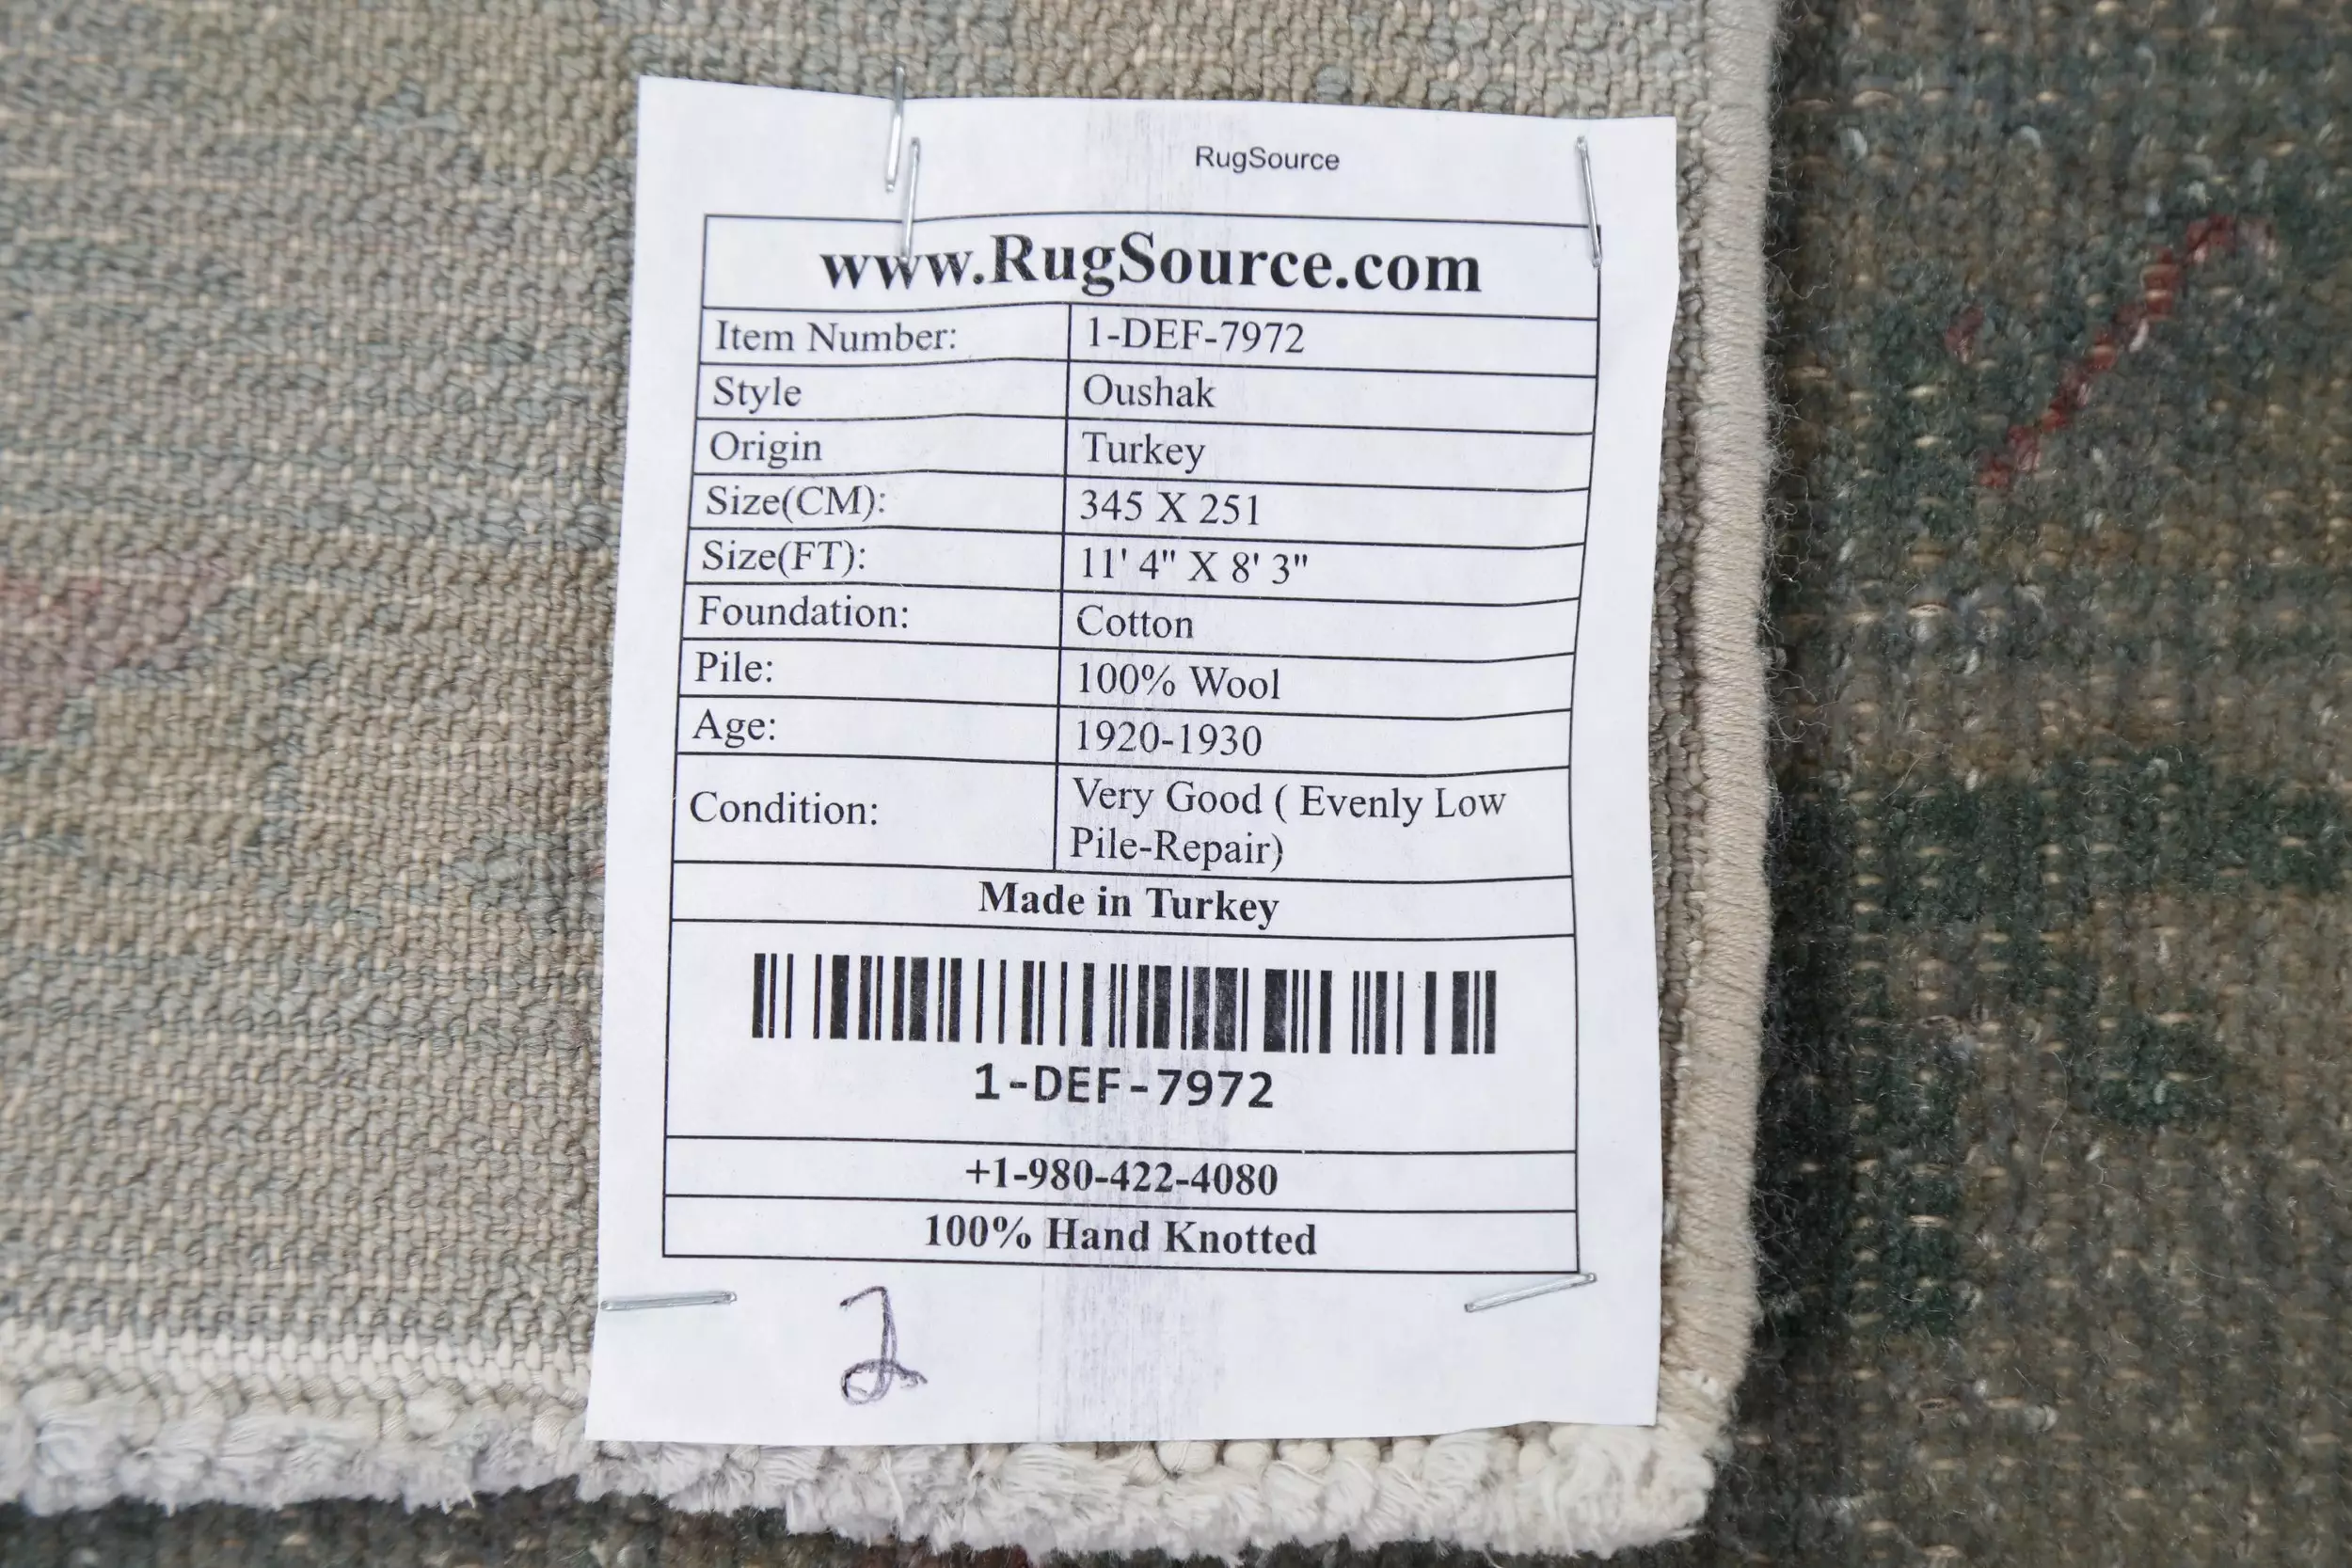 RugSource
www.RugSource.com
Item Number: 1-DEF-7972
Style Oushak
Origin Turkey
Size(CM): 345 X 251
Size(FT): 11' 4" X 8' 3"
Foundation: Cotton
Pile: 100% Wool
Age: 1920-1930
Condition: Very Good ( Evenly Low
Pile-Repair)
Made in Turkey
1-DEF-7972
+1-980-422-4080
100% Hand Knotted
2